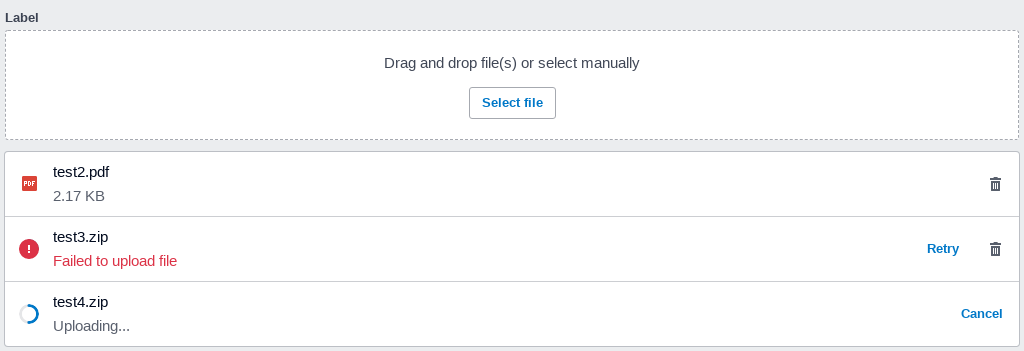 Label
Drag and drop file(s) or select manually
Select file
PDF
test2.pdf
2.17 KB
test3.zip
Failed to upload file
Retry
test4.zip
Uploading...
Cancel